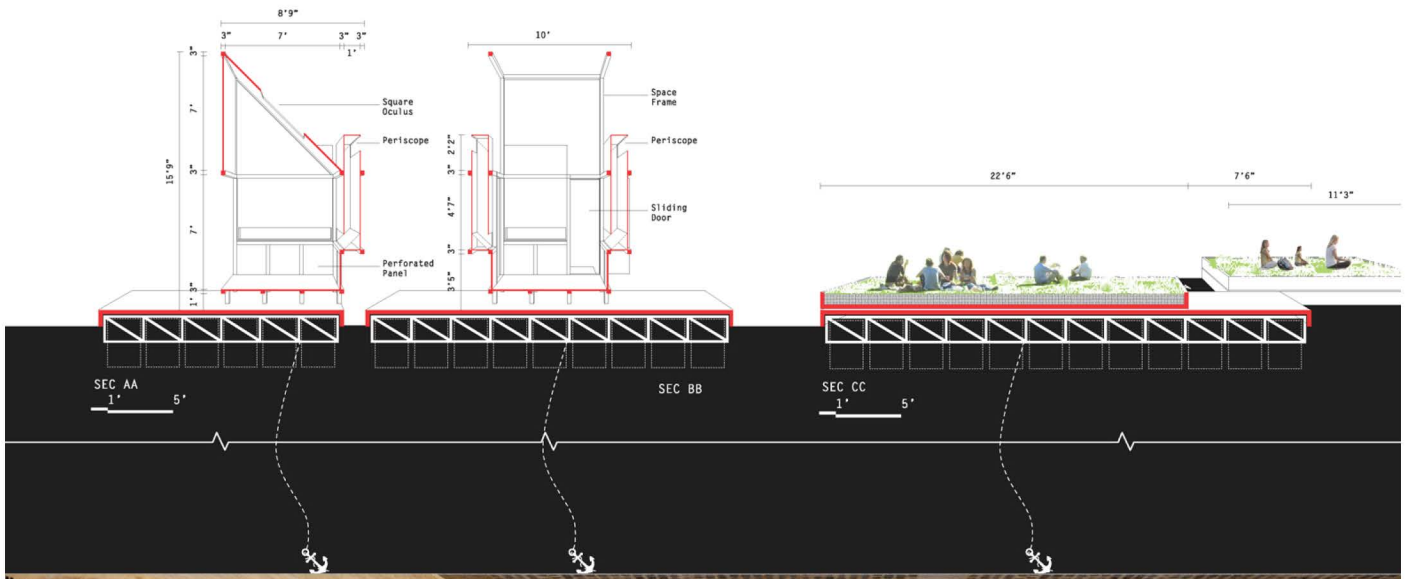 8'9"
3"
7'
3"
3"
1'
3"
7'
15'9"
3"
7'
3"
1'
Square
Oculus
Periscope
Perforated
Panel
10'
2'2"
3"
4'7"
3"
3'5"
Space
Frame
Periscope
Sliding
Door
22'6"
7'6"
11'3"
SEC AA
1'
5'
SEC BB
SEC CC
1'
5'